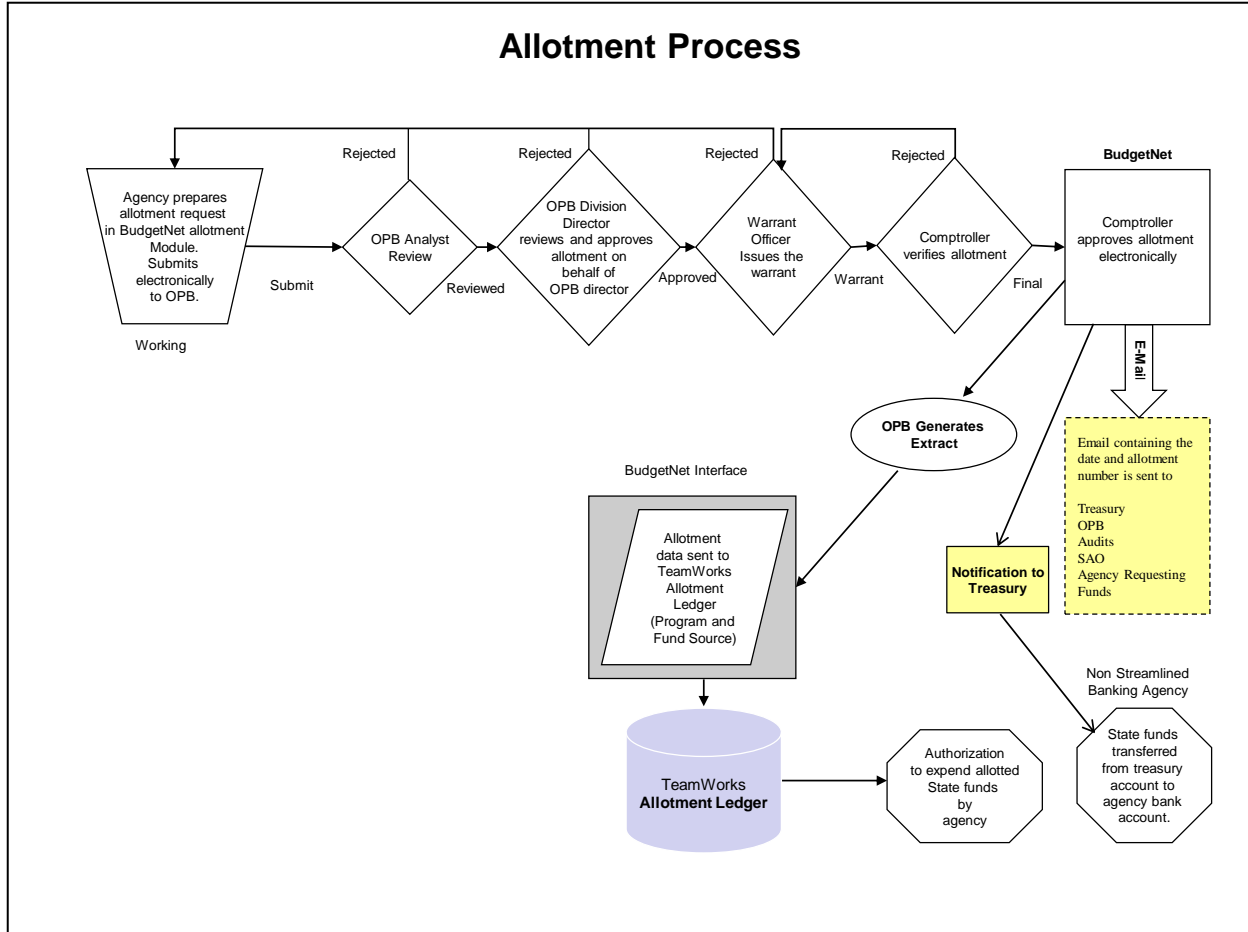 Allotment Process
Rejected
Rejected
Rejected
Rejected
BudgetNet
Agency prepares
allotment request
in BudgetNet allotment
Module.
Submits
electronically
to OPB.
Working
Submit
OPB Analyst
Review
Reviewed
OPB Division
Director
reviews and approves
allotment on
behalf of
OPB director
Approved
Warrant
Officer
Issues the
warrant
Warrant
Comptroller
verifies allotment
Final
Comptroller
approves allotment
electronically
E-Mail
OPB Generates
Extract
Email containing the
date and allotment
number is sent to
Treasury
OPB
Audits
SAO
Agency Requesting
Funds
BudgetNet Interface
Allotment
data sent to
TeamWorks
Allotment
Ledger
(Program and
Fund Source)
Notification to
Treasury
Non Streamlined
Banking Agency
TeamWorks
Allotment Ledger
Authorization
to expend allotted
State funds
by
agency
State funds
transferred
from treasury
account to
agency bank
account.